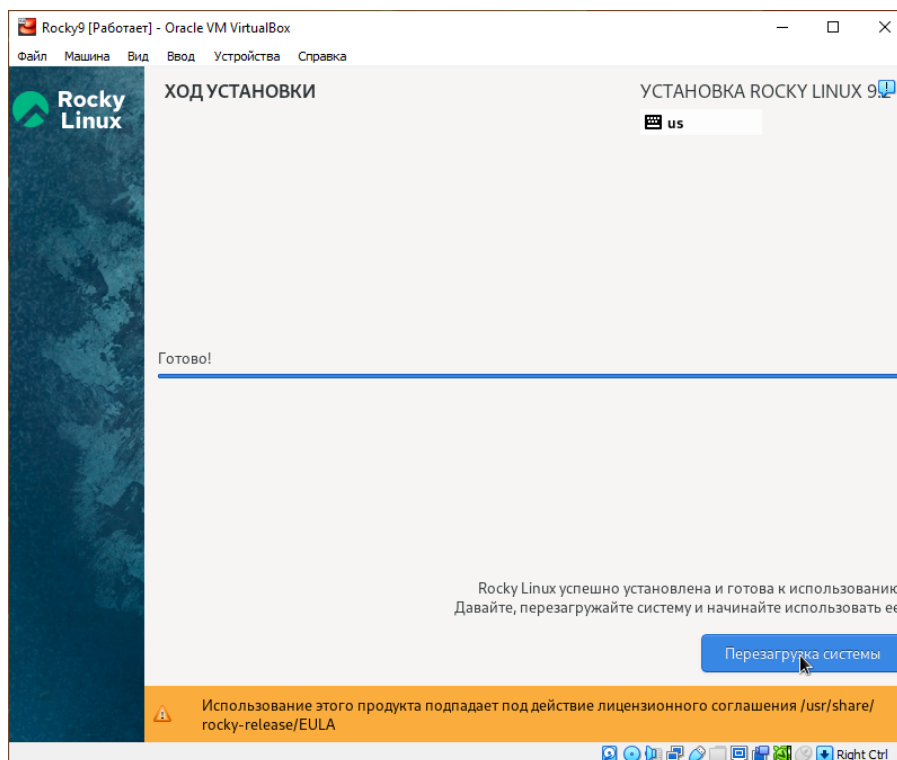 Rocky9 [Работает] - Oracle VM VirtualBox
Файл Машина Вид Ввод Устройства Справка
Rocky Linux
ХОД УСТАНОВКИ
УСТАНОВКА ROCKY LINUX 9.2
us
Готово!
Rocky Linux успешно установлена и готова к использованию
Давайте, перезагружайте систему и начинайте использовать ее
Перезагрузка системы
Использование этого продукта подпадает под действие лицензионного соглашения /usr/share/
rocky-release/EULA
Right Ctrl